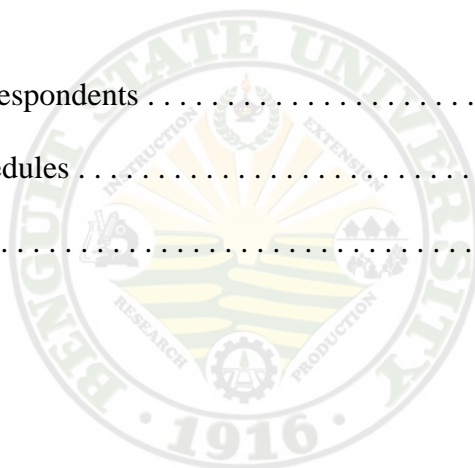 espondents . . . . . . . . . . . . . . . . . . . . .
edules . . . . . . . . . . . . . . . . . . . . . . . . .
. . . . . . . . . . . . . . . . . . . . . . . . . . . . . .
BENGUET STATE UNIVERSITY
INSTRUCTION
EXTENSION
RESEARCH
PRODUCTION
· 1916 ·